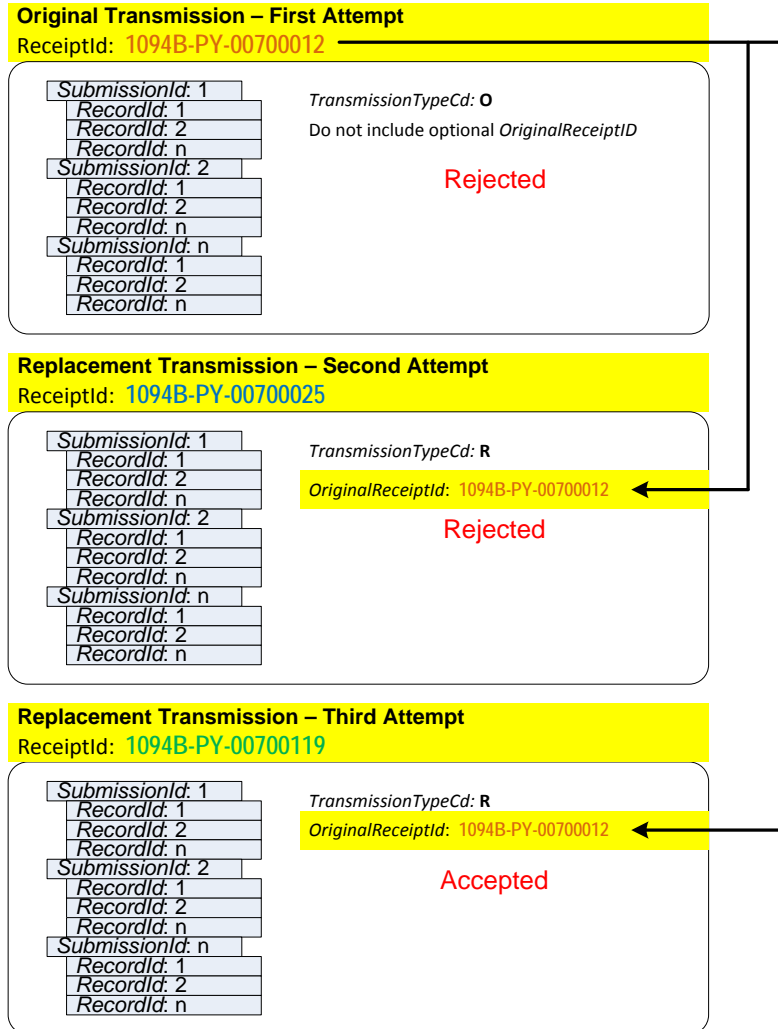 Original Transmission – First Attempt
ReceiptId: 1094B-PY-00700012
SubmissionId: 1
RecordId: 1
RecordId: 2
RecordId: n
SubmissionId: 2
RecordId: 1
RecordId: 2
RecordId: n
SubmissionId: n
RecordId: 1
RecordId: 2
RecordId: n
TransmissionTypeCd: O
Do not include optional OriginalReceiptID
Rejected
Replacement Transmission – Second Attempt
ReceiptId: 1094B-PY-00700025
SubmissionId: 1
RecordId: 1
RecordId: 2
RecordId: n
SubmissionId: 2
RecordId: 1
RecordId: 2
RecordId: n
SubmissionId: n
RecordId: 1
RecordId: 2
RecordId: n
TransmissionTypeCd: R
OriginalReceiptId: 1094B-PY-00700012
Rejected
Replacement Transmission – Third Attempt
ReceiptId: 1094B-PY-00700119
SubmissionId: 1
RecordId: 1
RecordId: 2
RecordId: n
SubmissionId: 2
RecordId: 1
RecordId: 2
RecordId: n
SubmissionId: n
RecordId: 1
RecordId: 2
RecordId: n
TransmissionTypeCd: R
OriginalReceiptId: 1094B-PY-00700012
Accepted